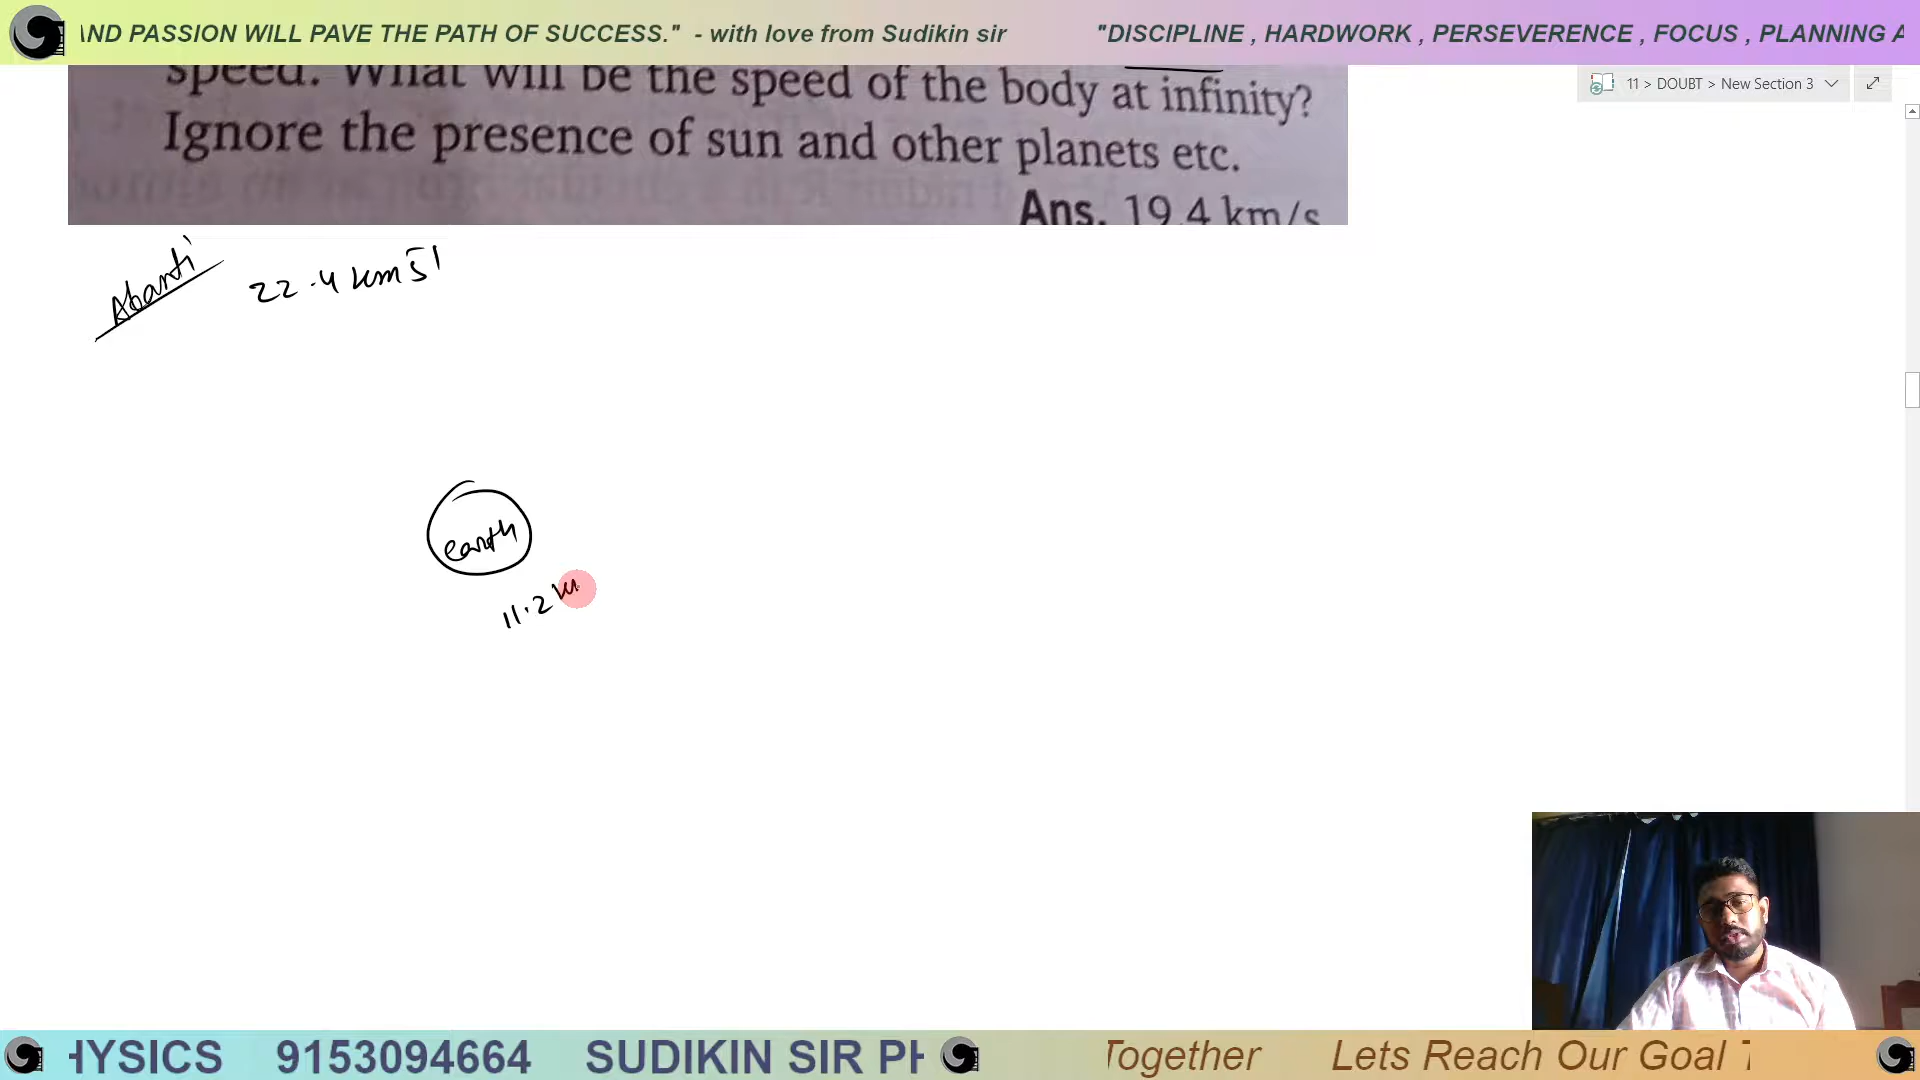 AND PASSION WILL PAVE THE PATH OF SUCCESS." - with love from Sudikin sir "DISCIPLINE , HARDWORK , PERSEVERENCE , FOCUS , PLANNING A
11 > DOUBT > New Section 3
speed. What will be the speed of the body at infinity?
Ignore the presence of sun and other planets etc.
Ans. 19.4 km/s
Abanti
22.4 km s-1
earth
11.2 km
HYSICS 9153094664 SUDIKIN SIR PH Together Lets Reach Our Goal T